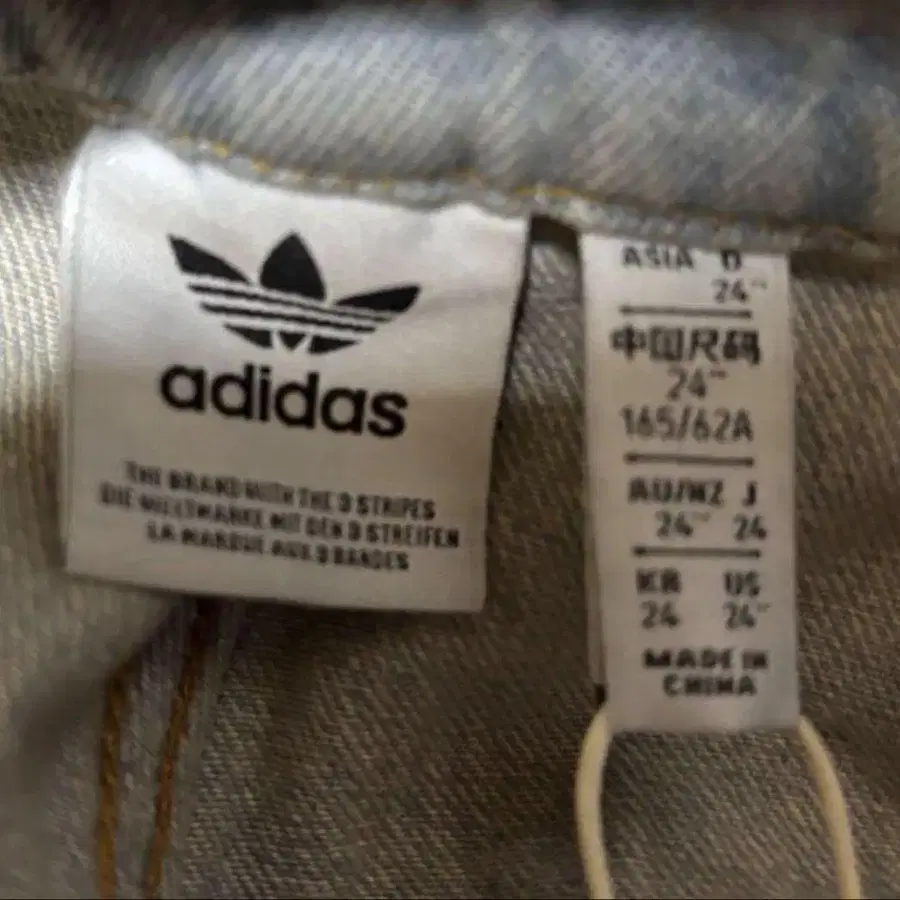 adidas
THE BRAND WITH THE 3 STRIPES
DIE WELTMARKE MIT DEN 3 STREIFEN
LA MARQUE AUX 3 BANDES
ASIA D
24"
中国尺码
24"
165/62A
AU/NZ J
24" 24
KR US
24 24"
MADE IN
CHINA